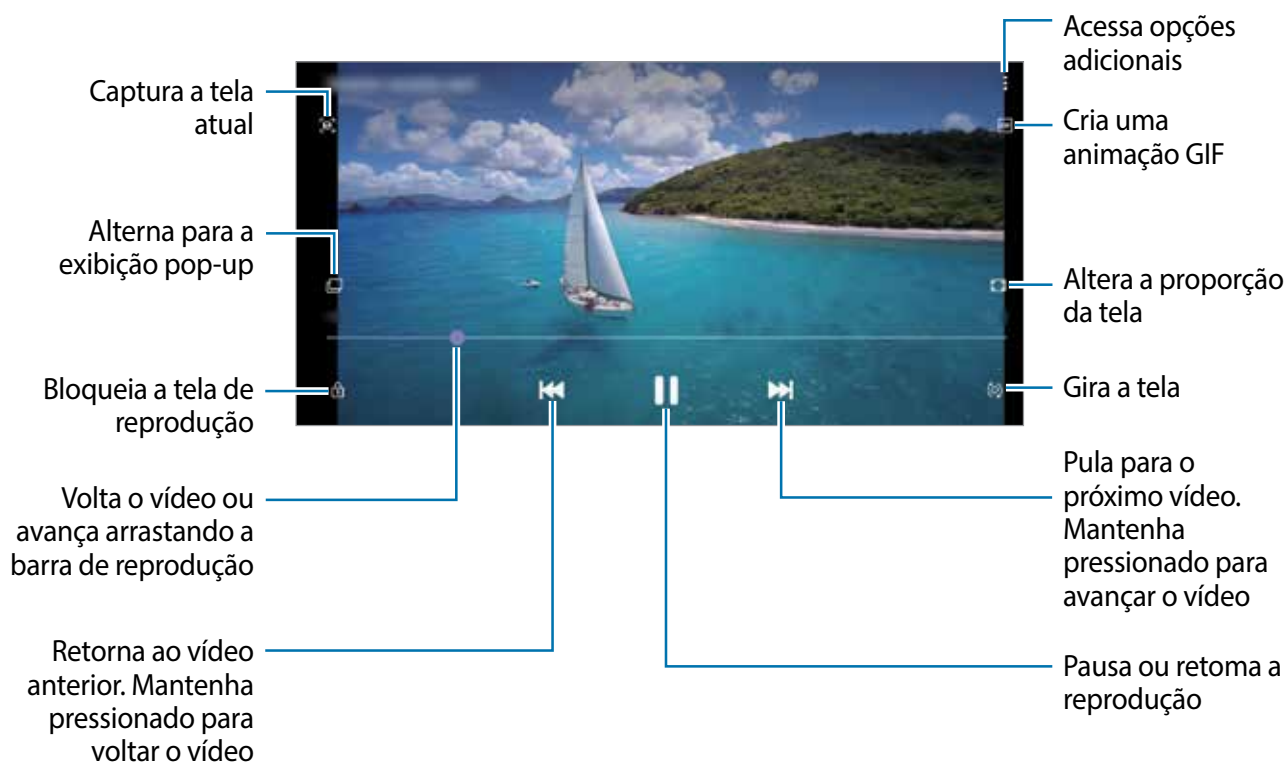 Captura a tela
atual
Alterna para a
exibição pop-up
Bloqueia a tela de
reprodução
Volta o vídeo ou
avança arrastando a
barra de reprodução
Retorna ao vídeo
anterior. Mantenha
pressionado para
voltar o vídeo
Acessa opções
adicionais
Cria uma
animação GIF
Altera a proporção
da tela
Gira a tela
Pula para o
próximo vídeo.
Mantenha
pressionado para
avançar o vídeo
Pausa ou retoma a
reprodução